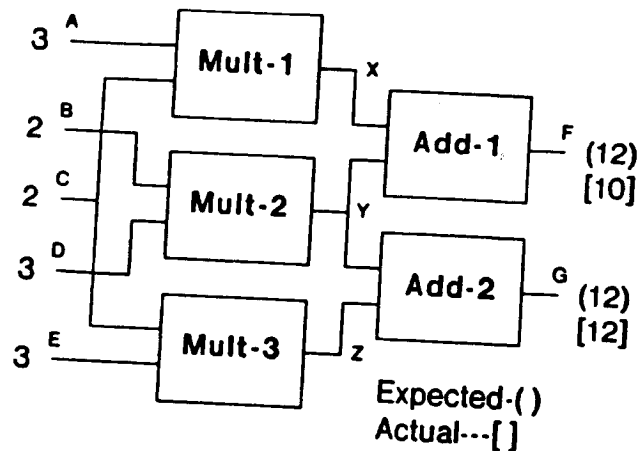 3 A
Mult-1
X
2 B
Add-1
F
(12)
[10]
2 C
Mult-2
Y
3 D
Add-2
G
(12)
[12]
3 E
Mult-3
Z
Expected-( )
Actual---[ ]